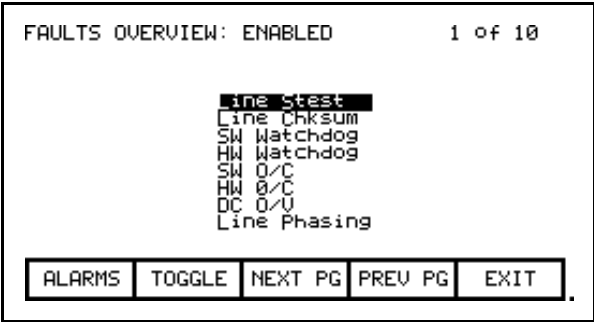 FAULTS OVERVIEW: ENABLED 1 of 10
Line Stest
Line Chksum
SW Watchdog
HW Watchdog
SW O/C
HW O/C
DC O/V
Line Phasing
ALARMS TOGGLE NEXT PG PREV PG EXIT